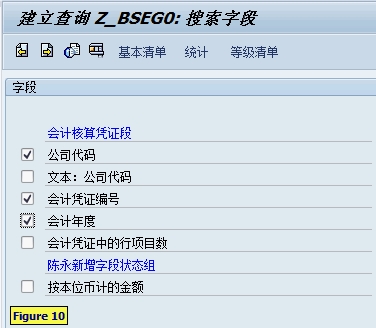 建立查询 Z_BSEG0: 搜索字段
基本清单 统计 等级清单
字段
会计核算凭证段
公司代码
文本: 公司代码
会计凭证编号
会计年度
会计凭证中的行项目数
陈永新增字段状态组
按本位币计的金额
Figure 10